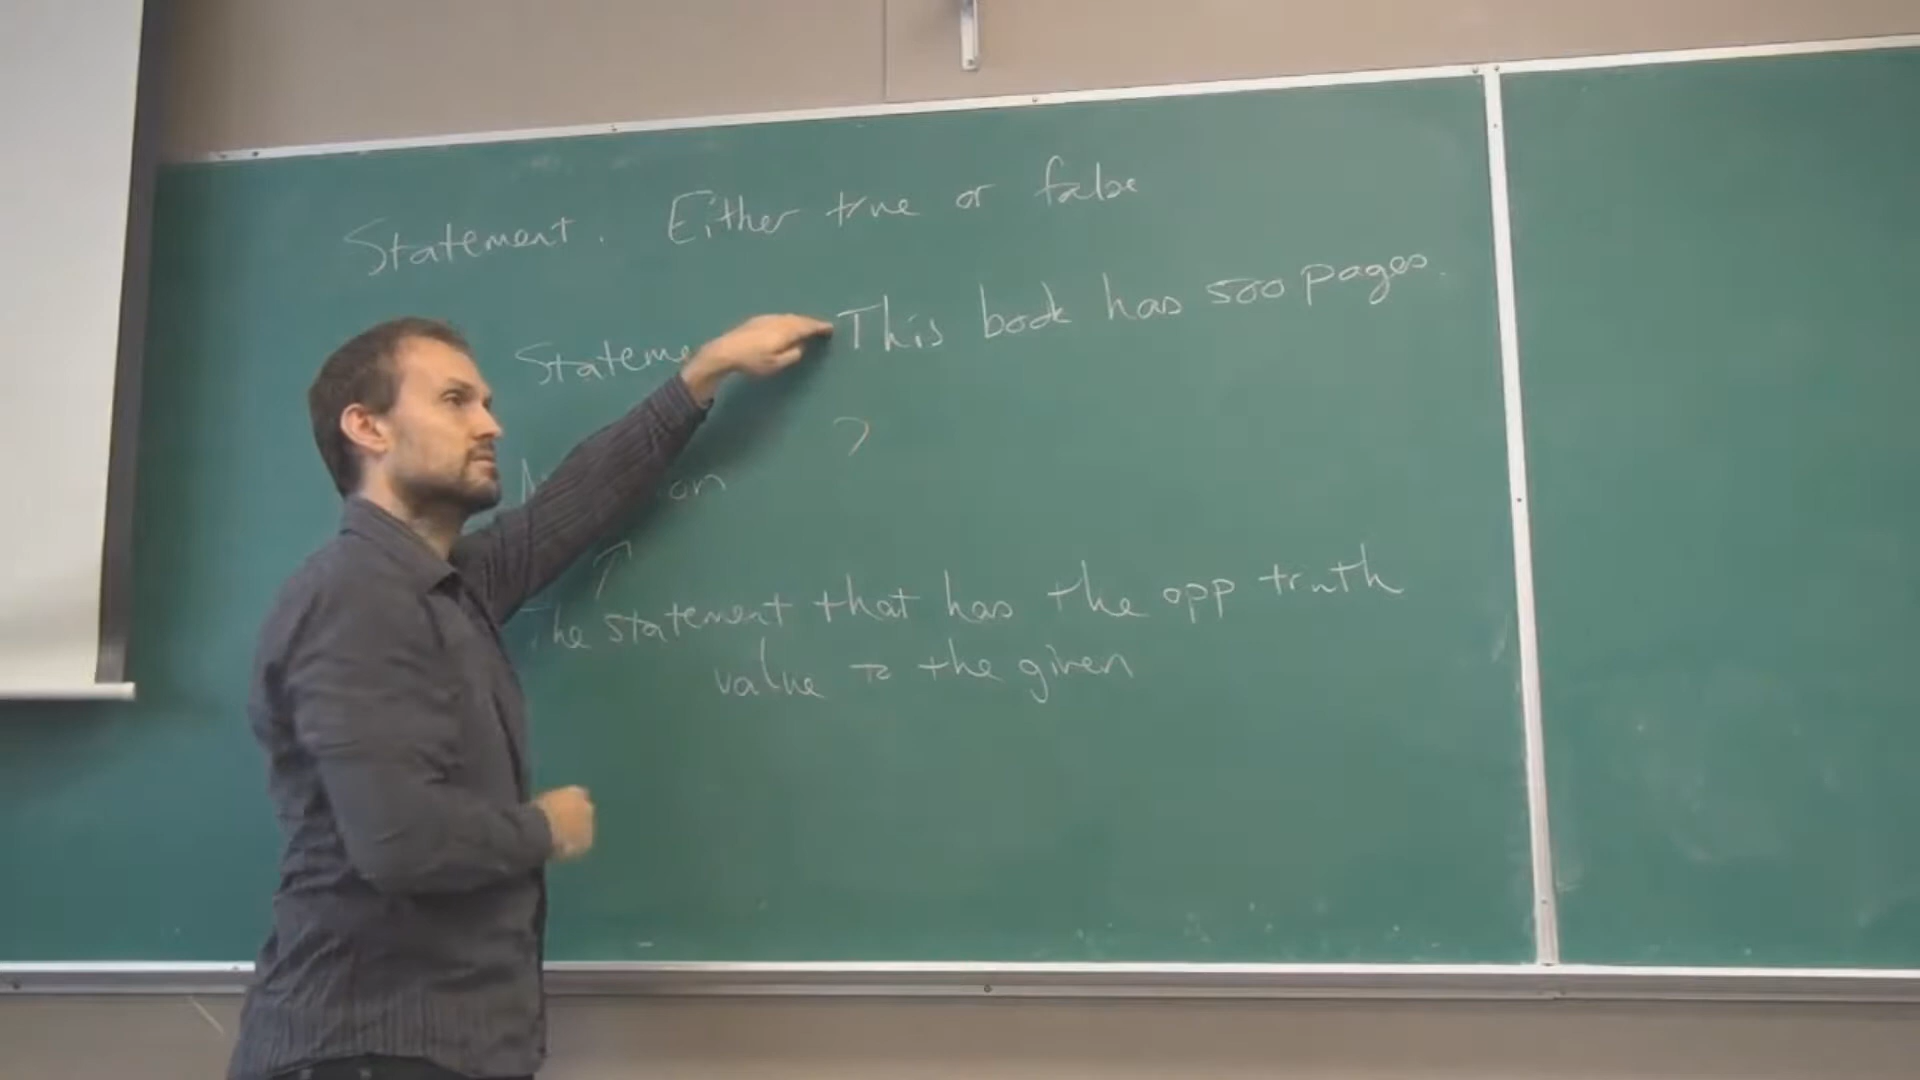 Statement. Either true or false
Stateme This book has 500 pages.
?
on
The statement that has the opp truth
value to the given